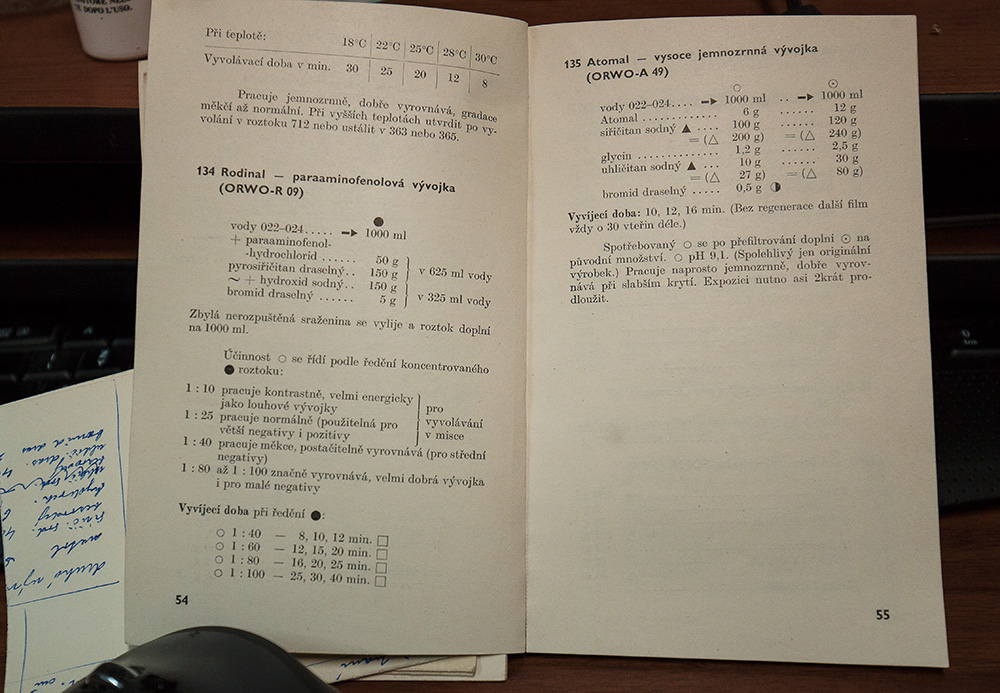 TE DOPO L'USO.
Při teplotě: 18°C 22°C 25°C 28°C 30°C
Vyvolávací doba v min. 30 25 20 12 8
Pracuje jemnozrnně, dobře vyrovnává, gradace
měkčí až normální. Při vyšších teplotách utvrdit po vy-
volání v roztoku 712 nebo ustálit v 363 nebo 365.
134 Rodinal — paraaminofenolová vývojka
(ORWO-R 09)
●
vody 022–024..... 1000 ml
+ paraaminofenol-
-hydrochlorid ...... 50 g
pyrosiřičitan draselný.. 150 g } v 625 ml vody
~ + hydroxid sodný.. 150 g
bromid draselný ...... 5 g } v 325 ml vody
Zbylá nerozpuštěná sraženina se vylije a roztok doplní
na 1000 ml.
Účinnost ○ se řídí podle ředění koncentrovaného
● roztoku:
1 : 10 pracuje kontrastně, velmi energicky
jako louhové vývojky
1 : 25 pracuje normálně (použitelná pro
větší negativy i pozitivy
pro
vyvolávání
v misce
1 : 40 pracuje měkce, postačitelně vyrovnává (pro střední
negativy)
1 : 80 až 1 : 100 značně vyrovnává, velmi dobrá vývojka
i pro malé negativy
Vyvíjecí doba při ředění ●:
○ 1 : 40 — 8, 10, 12 min. □
○ 1 : 60 — 12, 15, 20 min. □
○ 1 : 80 — 16, 20, 25 min. □
○ 1 : 100 — 25, 30, 40 min. □
54
135 Atomal — vysoce jemnozrnná vývojka
(ORWO-A 49)
○ ⊙
vody 022–024.... 1000 ml .. 1000 ml
Atomal ............ 6 g ...... 12 g
siřičitan sodný ▲ .... 100 g ...... 120 g
= (△ 200 g) = (△ 240 g)
glycin .............. 1,2 g ...... 2,5 g
uhličitan sodný ▲ .... 10 g ...... 30 g
= (△ 27 g) = (△ 80 g)
bromid draselný ..... 0,5 g ◑
Vyvíjecí doba: 10, 12, 16 min. (Bez regenerace další film
vždy o 30 vteřin déle.)
Spotřebovaný ○ se po přefiltrování doplní ⊙ na
původní množství. ○ pH 9,1. (Spolehlivý jen originální
výrobek.) Pracuje naprosto jemnozrnně, dobře vyrov-
nává při slabším krytí. Expozici nutno asi 2krát pro-
dloužit.
55